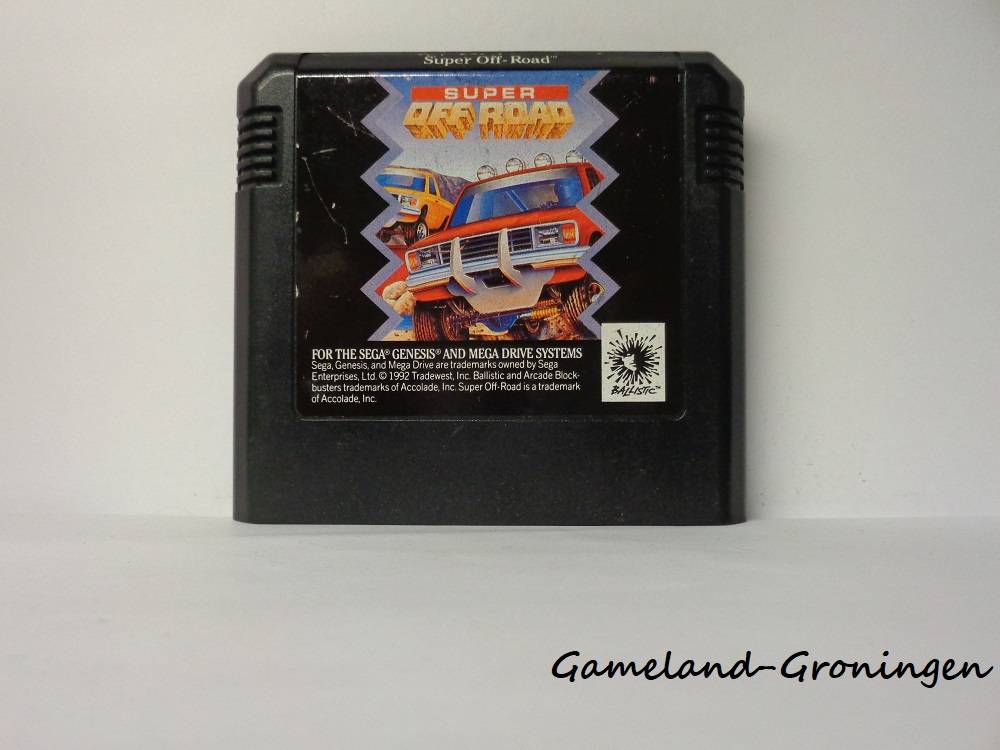 Super Off-Road™
SUPER
OFF ROAD
FOR THE SEGA® GENESIS® AND MEGA DRIVE SYSTEMS
Sega, Genesis, and Mega Drive are trademarks owned by Sega
Enterprises, Ltd. © 1992 Tradewest, Inc. Ballistic and Arcade Block-
busters trademarks of Accolade, Inc. Super Off-Road is a trademark
of Accolade, Inc.
BALLISTIC™
Gameland-Groningen